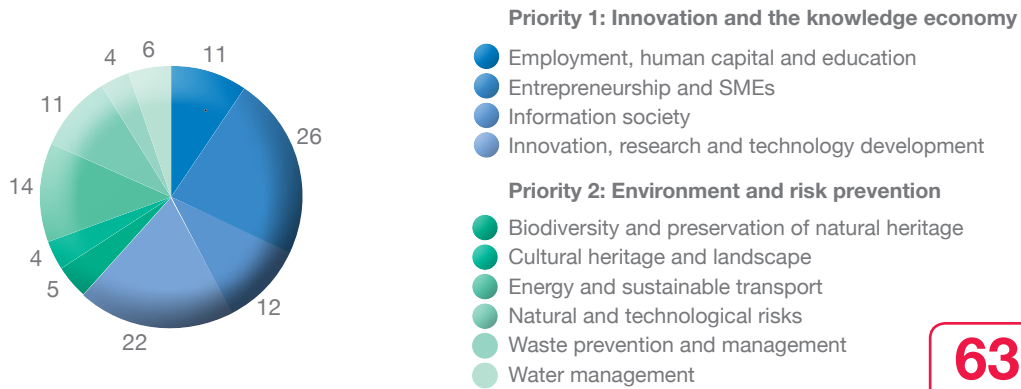 4
6
11
11
26
14
4
5
12
22
Priority 1: Innovation and the knowledge economy
Employment, human capital and education
Entrepreneurship and SMEs
Information society
Innovation, research and technology development
Priority 2: Environment and risk prevention
Biodiversity and preservation of natural heritage
Cultural heritage and landscape
Energy and sustainable transport
Natural and technological risks
Waste prevention and management
Water management
63